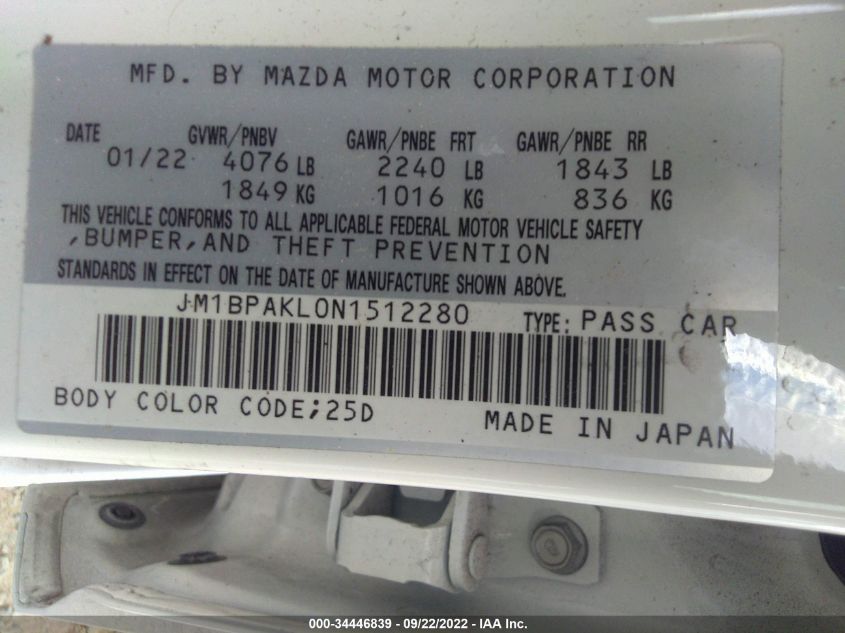 MFD. BY MAZDA MOTOR CORPORATION
DATE GVWR/PNBV GAWR/PNBE FRT GAWR/PNBE RR
01/22 4076 LB 2240 LB 1843 LB
1849 KG 1016 KG 836 KG
THIS VEHICLE CONFORMS TO ALL APPLICABLE FEDERAL MOTOR VEHICLE SAFETY
,BUMPER,AND THEFT PREVENTION
STANDARDS IN EFFECT ON THE DATE OF MANUFACTURE SHOWN ABOVE.
JM1BPAKL0N1512280 TYPE: PASS CAR
BODY COLOR CODE;25D MADE IN JAPAN
000-34446839 - 09/22/2022 - IAA Inc.